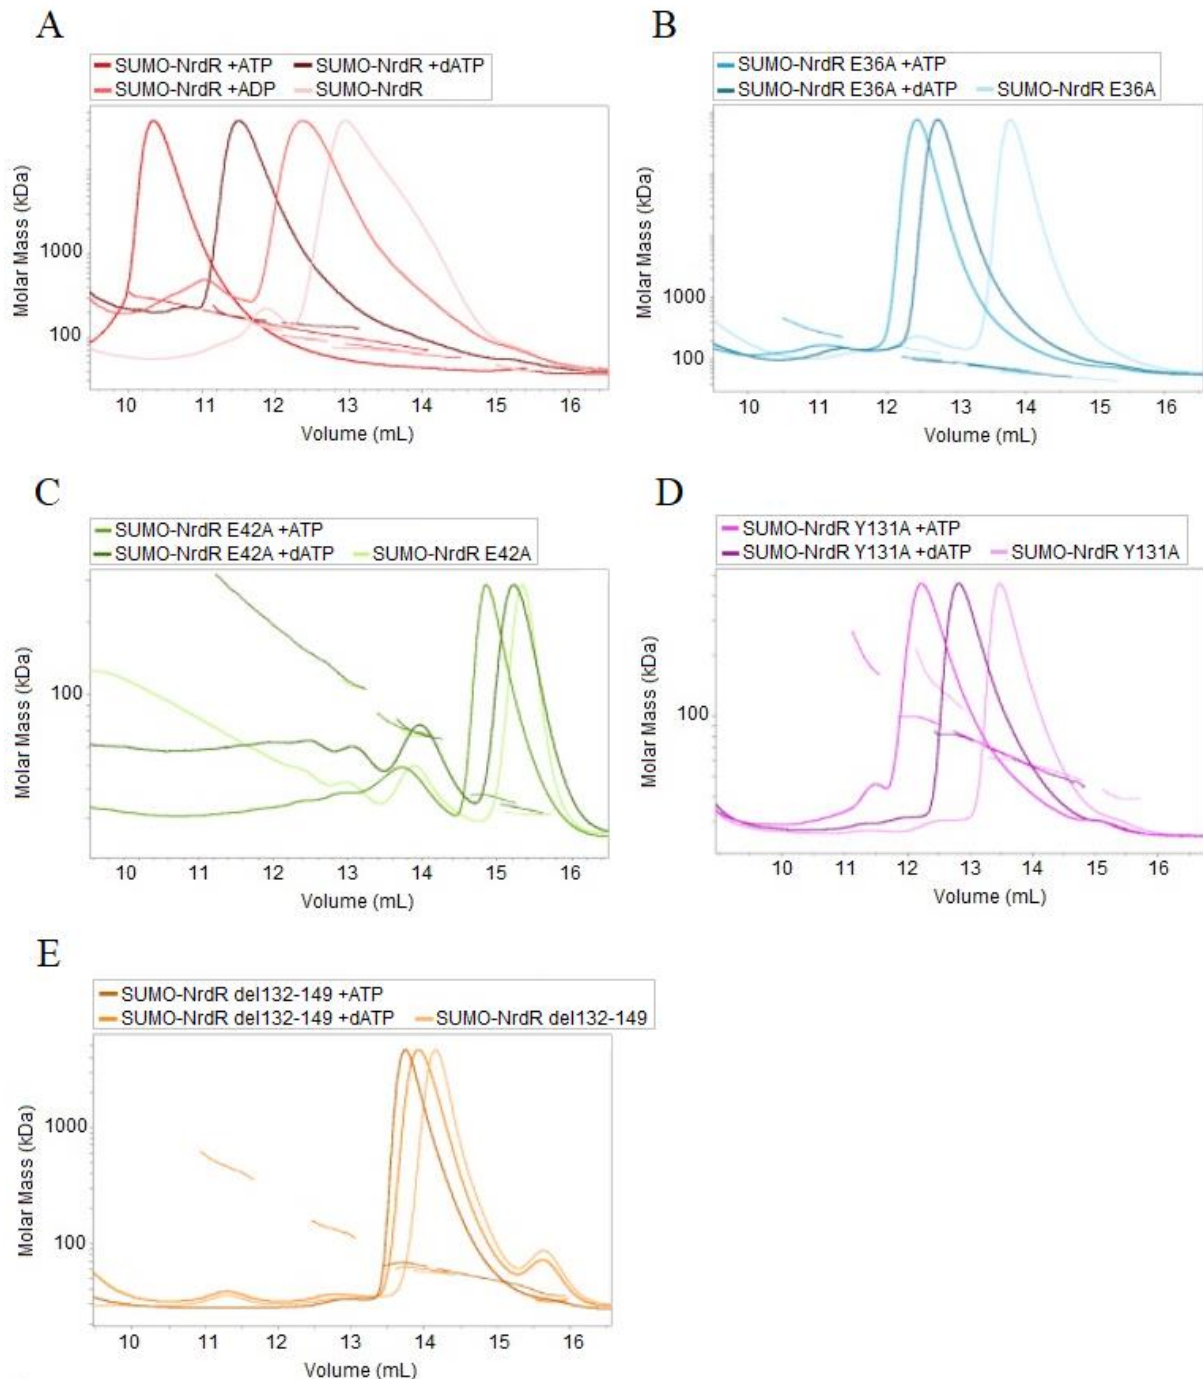 A
SUMO-NrdR +ATP SUMO-NrdR +dATP
SUMO-NrdR +ADP SUMO-NrdR
Molar Mass (kDa)
1000
100
10 11 12 13 14 15 16
Volume (mL)
B
SUMO-NrdR E36A +ATP
SUMO-NrdR E36A +dATP SUMO-NrdR E36A
Molar Mass (kDa)
1000
100
10 11 12 13 14 15 16
Volume (mL)
C
SUMO-NrdR E42A +ATP
SUMO-NrdR E42A +dATP SUMO-NrdR E42A
Molar Mass (kDa)
100
10 11 12 13 14 15 16
Volume (mL)
D
SUMO-NrdR Y131A +ATP
SUMO-NrdR Y131A +dATP SUMO-NrdR Y131A
Molar Mass (kDa)
100
10 11 12 13 14 15 16
Volume (mL)
E
SUMO-NrdR del132-149 +ATP
SUMO-NrdR del132-149 +dATP SUMO-NrdR del132-149
Molar Mass (kDa)
1000
100
10 11 12 13 14 15 16
Volume (mL)